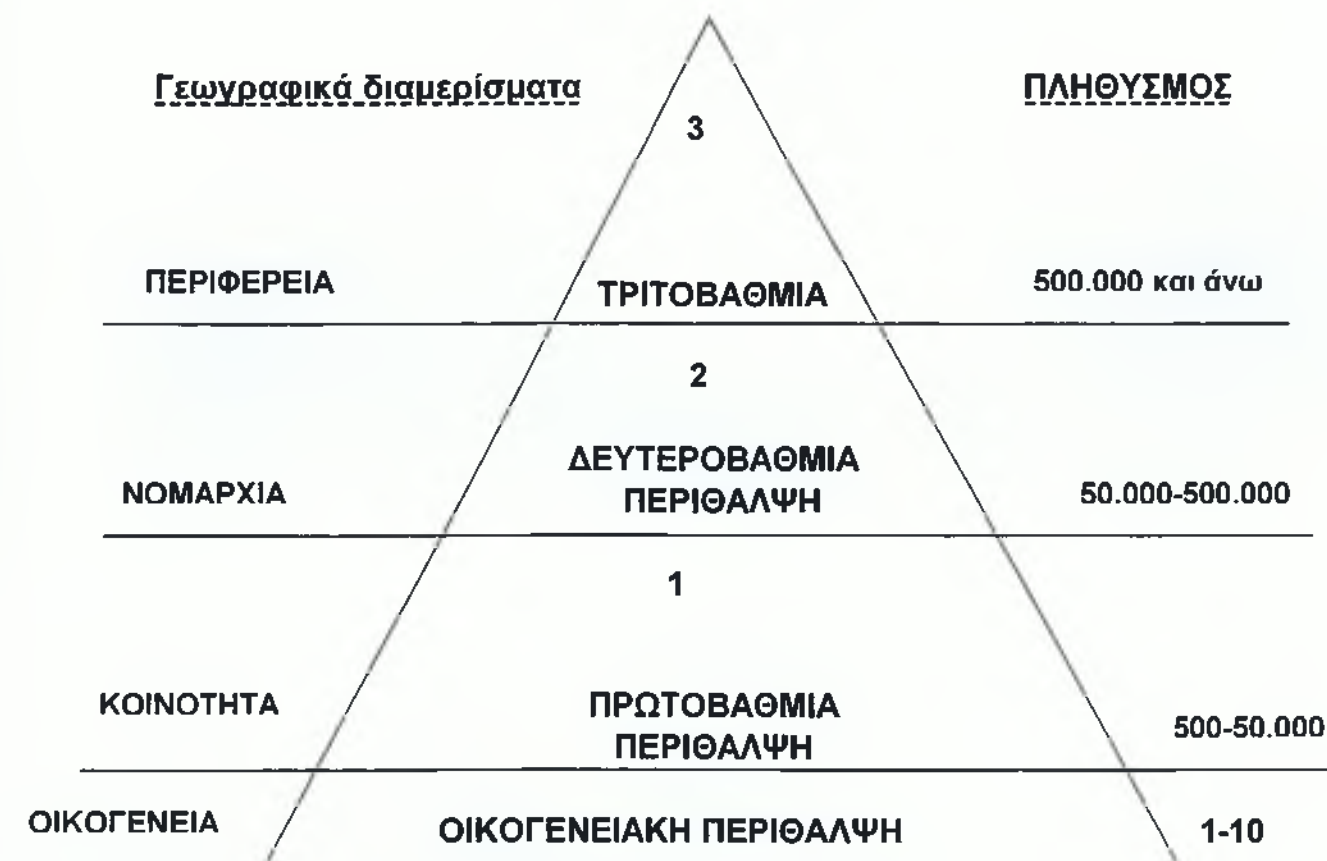 Γεωγραφικά διαμερίσματα ΠΛΗΘΥΣΜΟΣ
3
ΠΕΡΙΦΕΡΕΙΑ ΤΡΙΤΟΒΑΘΜΙΑ 500.000 και άνω
2
ΔΕΥΤΕΡΟΒΑΘΜΙΑ
ΝΟΜΑΡΧΙΑ ΠΕΡΙΘΑΛΨΗ 50.000-500.000
1
ΚΟΙΝΟΤΗΤΑ ΠΡΩΤΟΒΑΘΜΙΑ
ΠΕΡΙΘΑΛΨΗ 500-50.000
ΟΙΚΟΓΕΝΕΙΑ ΟΙΚΟΓΕΝΕΙΑΚΗ ΠΕΡΙΘΑΛΨΗ 1-10